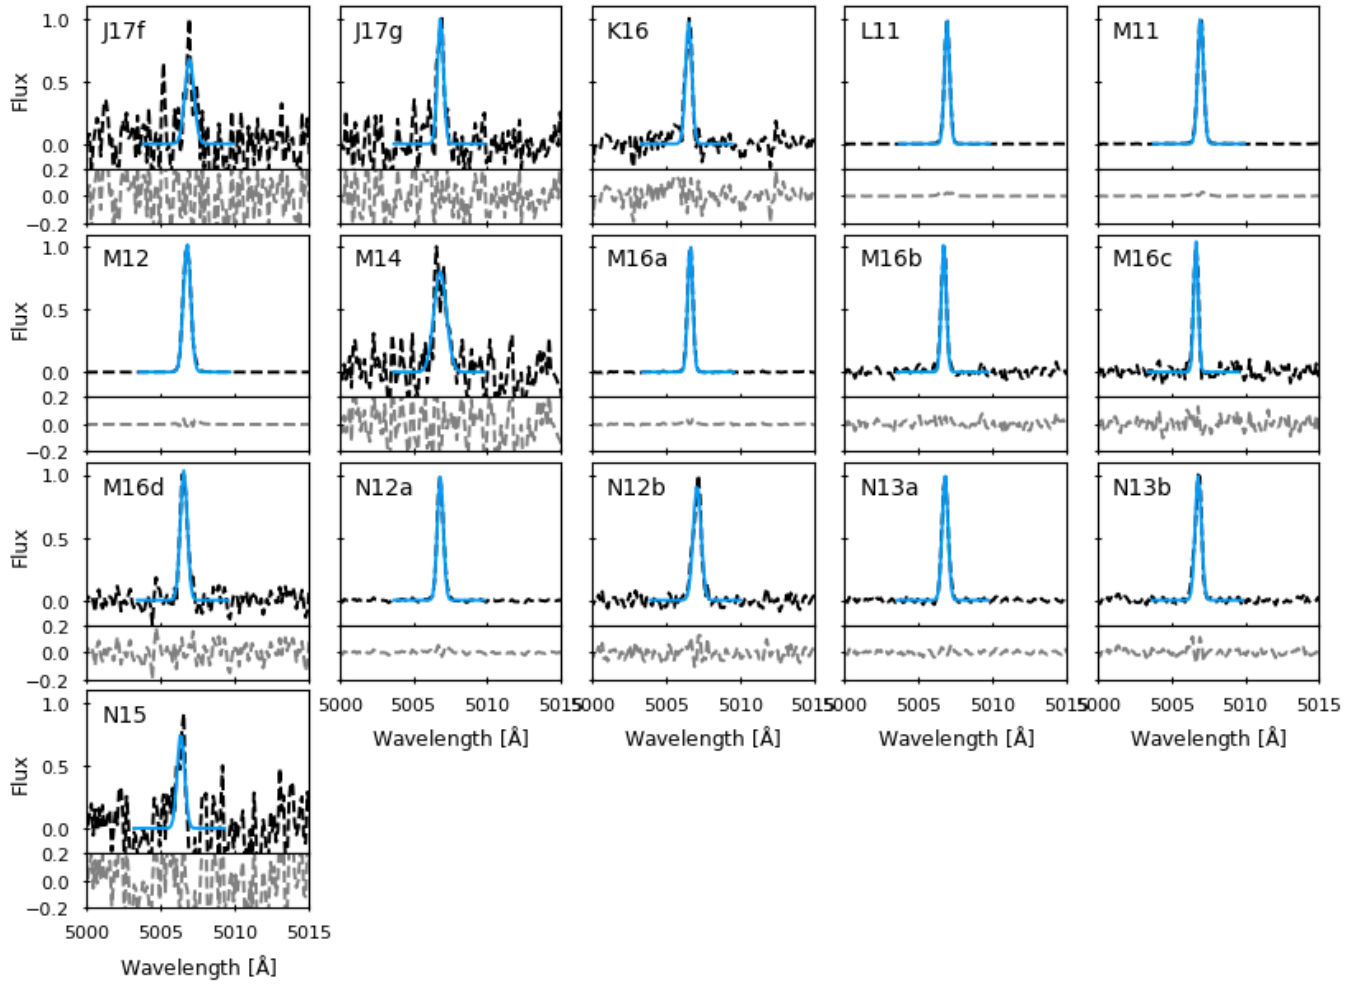 J17f J17g K16 L11 M11
Flux 1.0 0.5 0.0 0.2 0.0 −0.2
M12 M14 M16a M16b M16c
Flux 1.0 0.5 0.0 0.2 0.0 −0.2
M16d N12a N12b N13a N13b
Flux 1.0 0.5 0.0 0.2 0.0 −0.2
5000 5005 5010 5015 5000 5005 5010 5015 5000 5005 5010 5015 5000 5005 5010 5015
Wavelength [Å] Wavelength [Å] Wavelength [Å] Wavelength [Å]
N15
Flux 1.0 0.5 0.0 0.2 0.0 −0.2
5000 5005 5010 5015
Wavelength [Å]